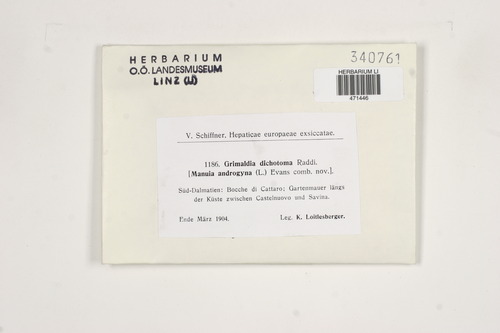 HERBARIUM
O.Ö. LANDESMUSEUM
LINZ (LI)
340761
HERBARIUM LI
471446
V. Schiffner, Hepaticae europaeae exsiccatae.
1186. Grimaldia dichotoma Raddi.
[Manuia androgyna (L.) Evans comb. nov.].
Süd-Dalmatien: Bocche di Cattaro; Gartenmauer längs
der Küste zwischen Castelnuovo und Savina.
Ende März 1904.
Leg. K. Loitlesberger.